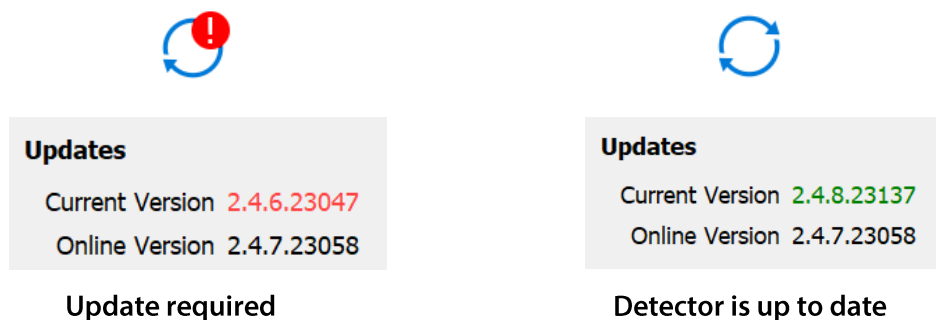 Updates
Current Version 2.4.6.23047
Online Version 2.4.7.23058
Update required
Updates
Current Version 2.4.8.23137
Online Version 2.4.7.23058
Detector is up to date